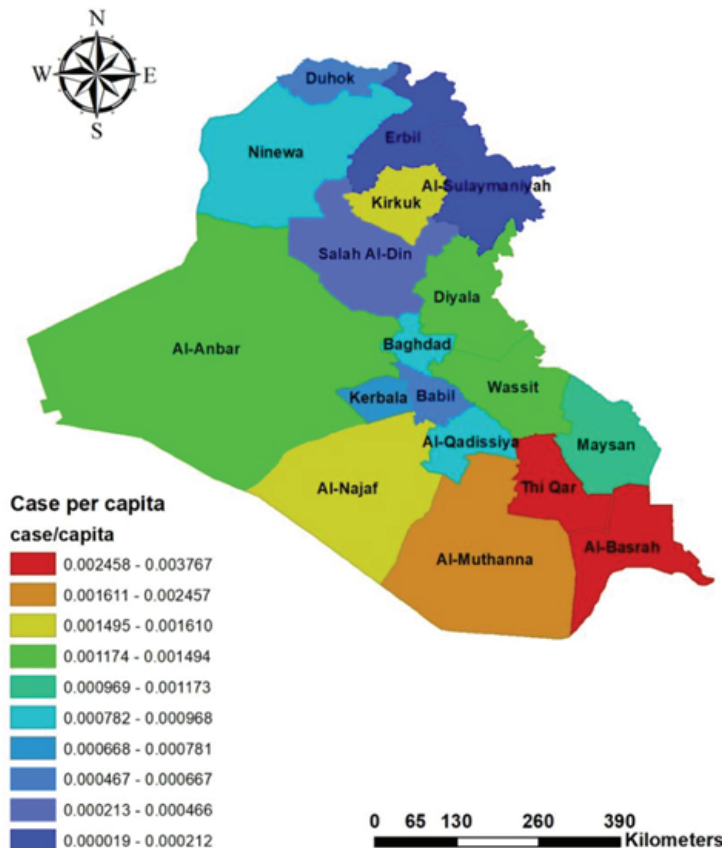 N
W E
S
Duhok
Ninewa
Erbil
Al-Sulaymaniyah
Kirkuk
Salah Al-Din
Diyala
Al-Anbar
Baghdad
Wassit
Kerbala
Babil
Al-Qadissiya
Maysan
Al-Najaf
Thi Qar
Al-Basrah
Al-Muthanna
Case per capita
case/capita
0.002458 - 0.003767
0.001611 - 0.002457
0.001495 - 0.001610
0.001174 - 0.001494
0.000969 - 0.001173
0.000782 - 0.000968
0.000668 - 0.000781
0.000467 - 0.000667
0.000213 - 0.000466
0.000019 - 0.000212
0 65 130 260 390
Kilometers